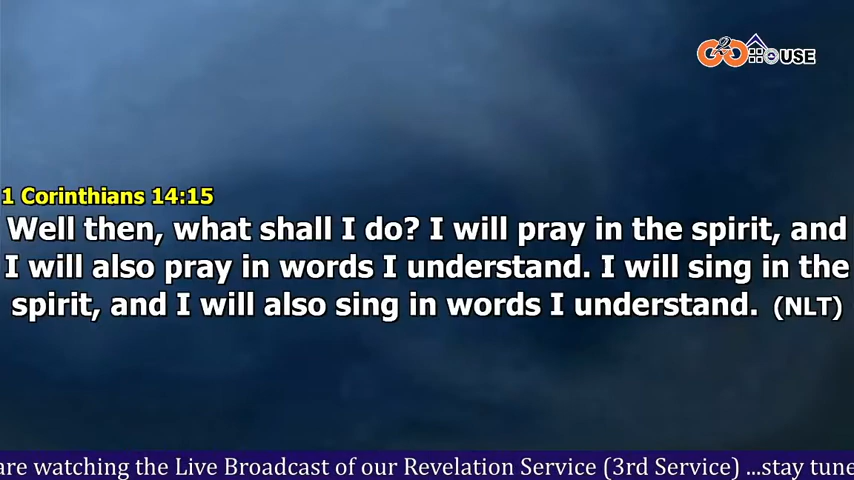 HOUSE
1 Corinthians 14:15
Well then, what shall I do? I will pray in the spirit, and
I will also pray in words I understand. I will sing in the
spirit, and I will also sing in words I understand. (NLT)
are watching the Live Broadcast of our Revelation Service (3rd Service) ...stay tune